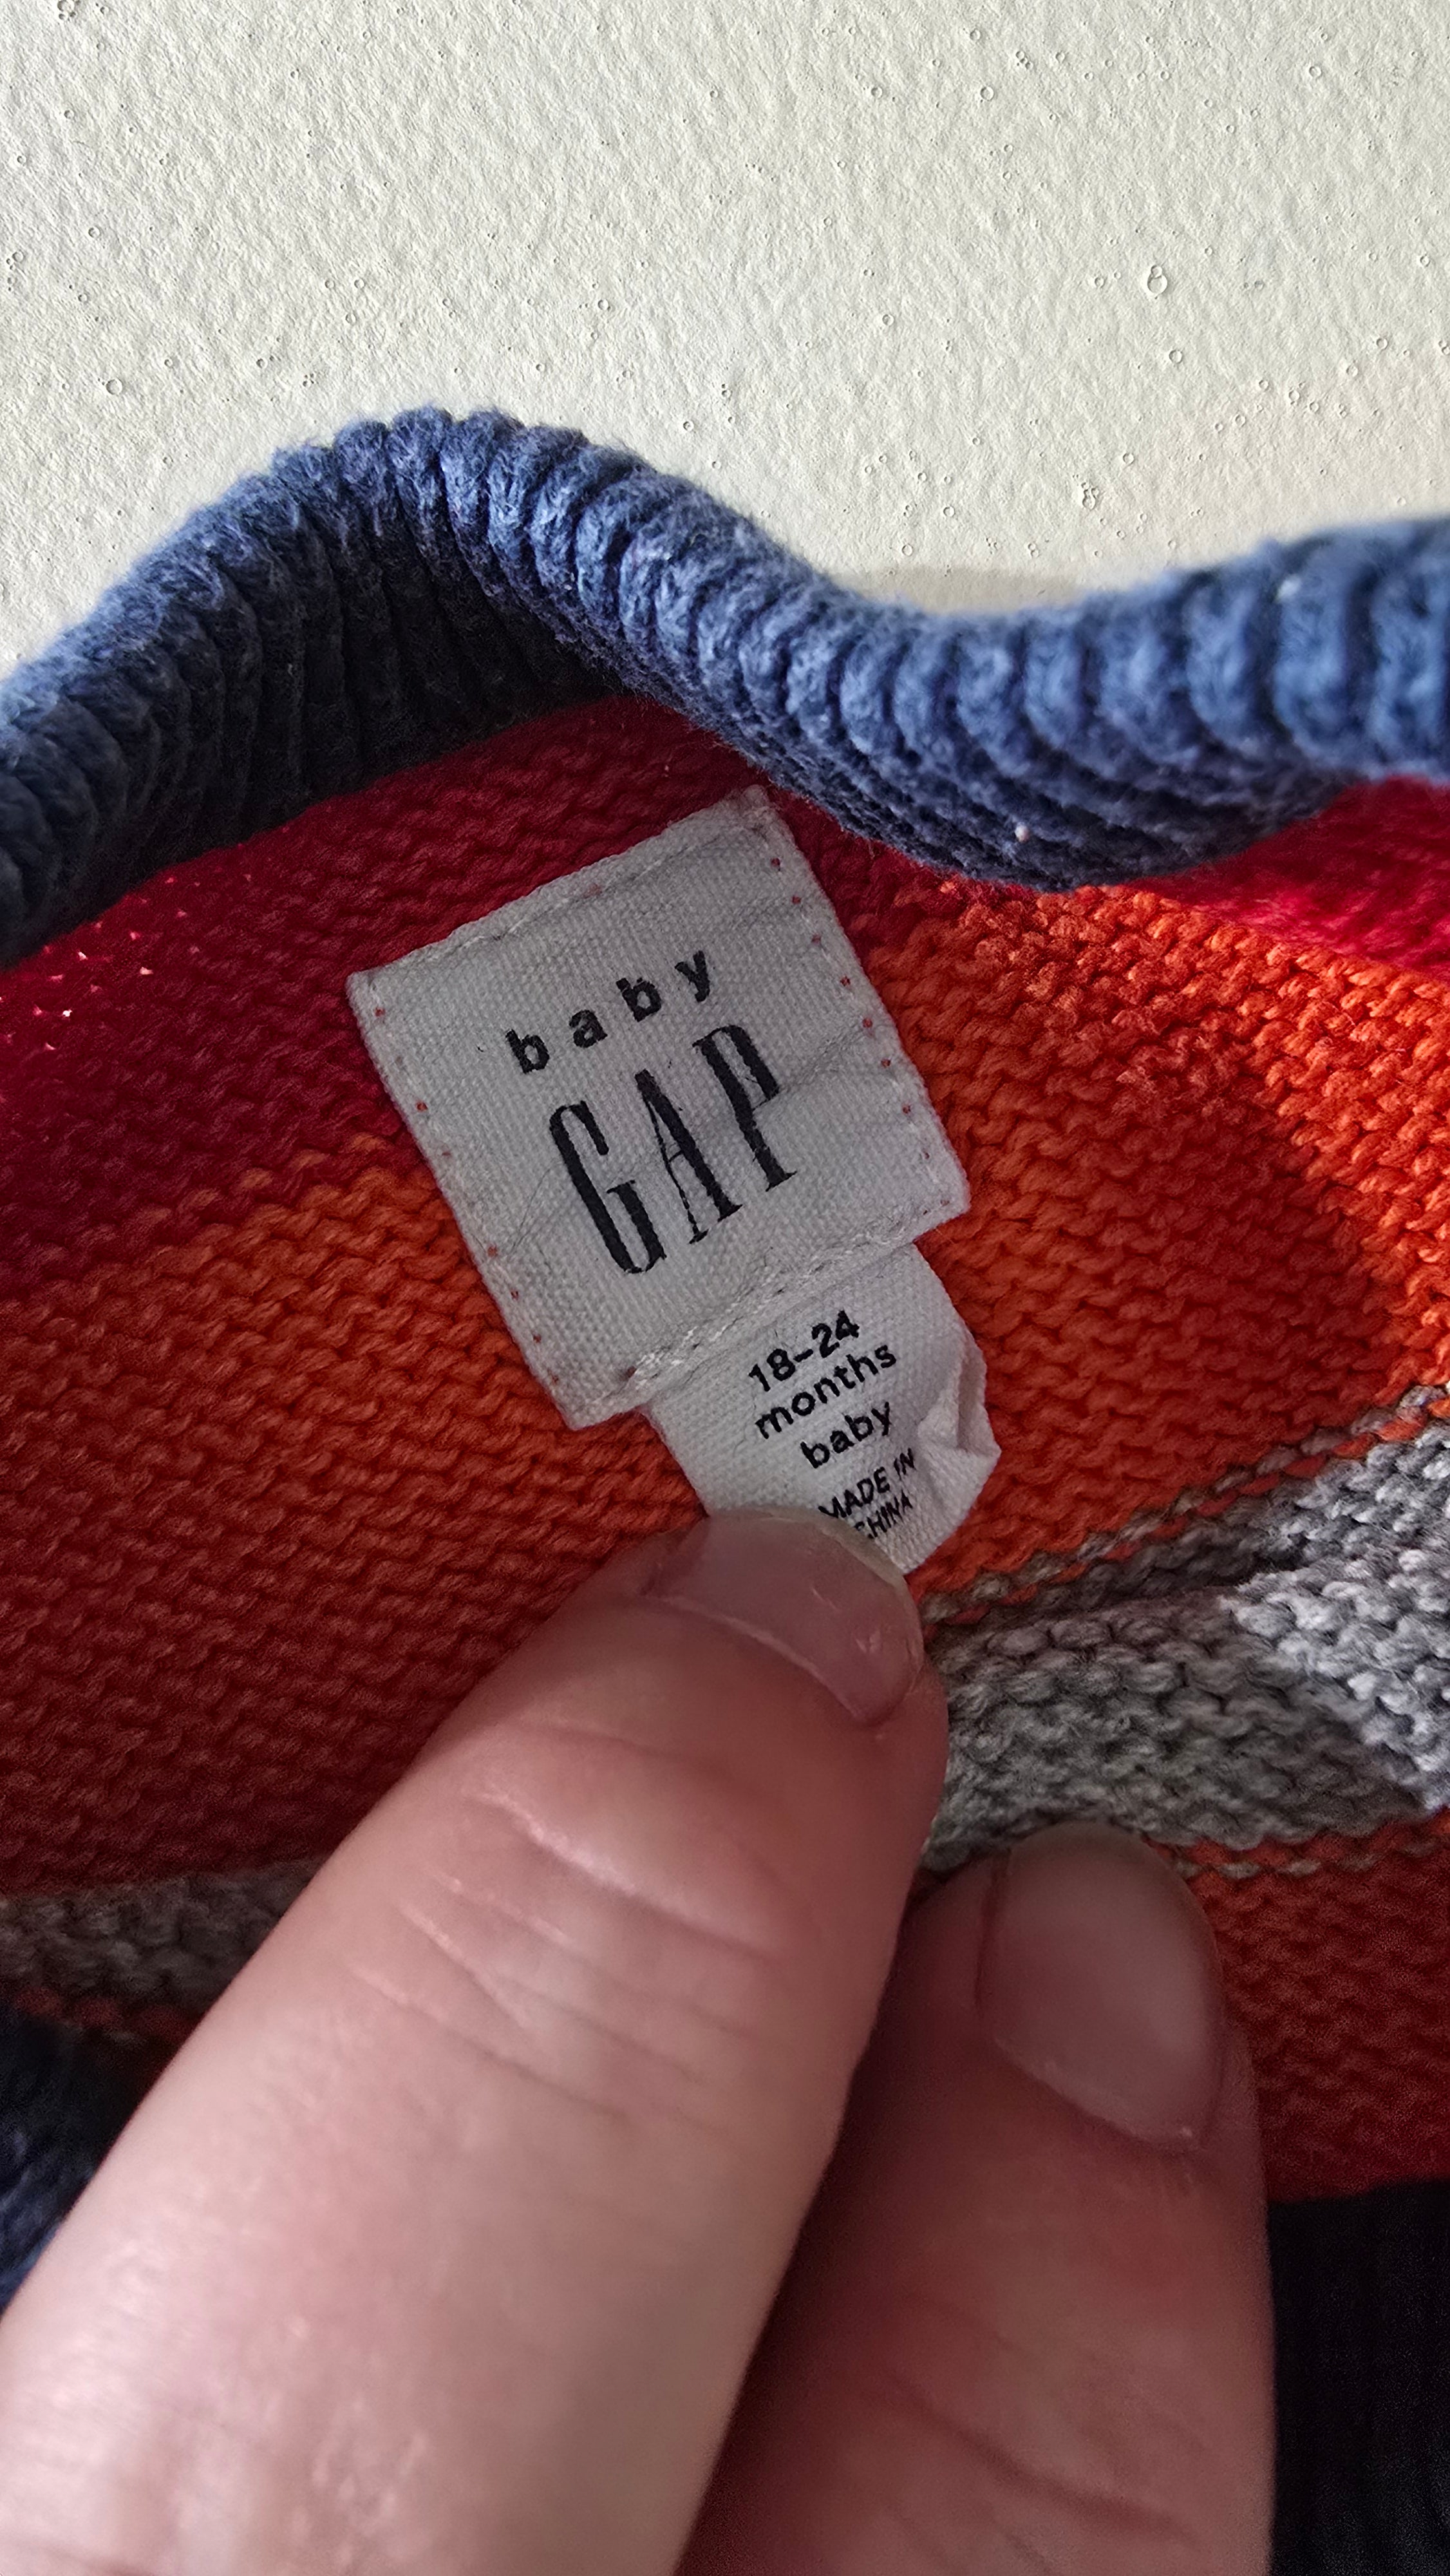 baby
GAP
18-24
months
baby
MADE IN
CHINA